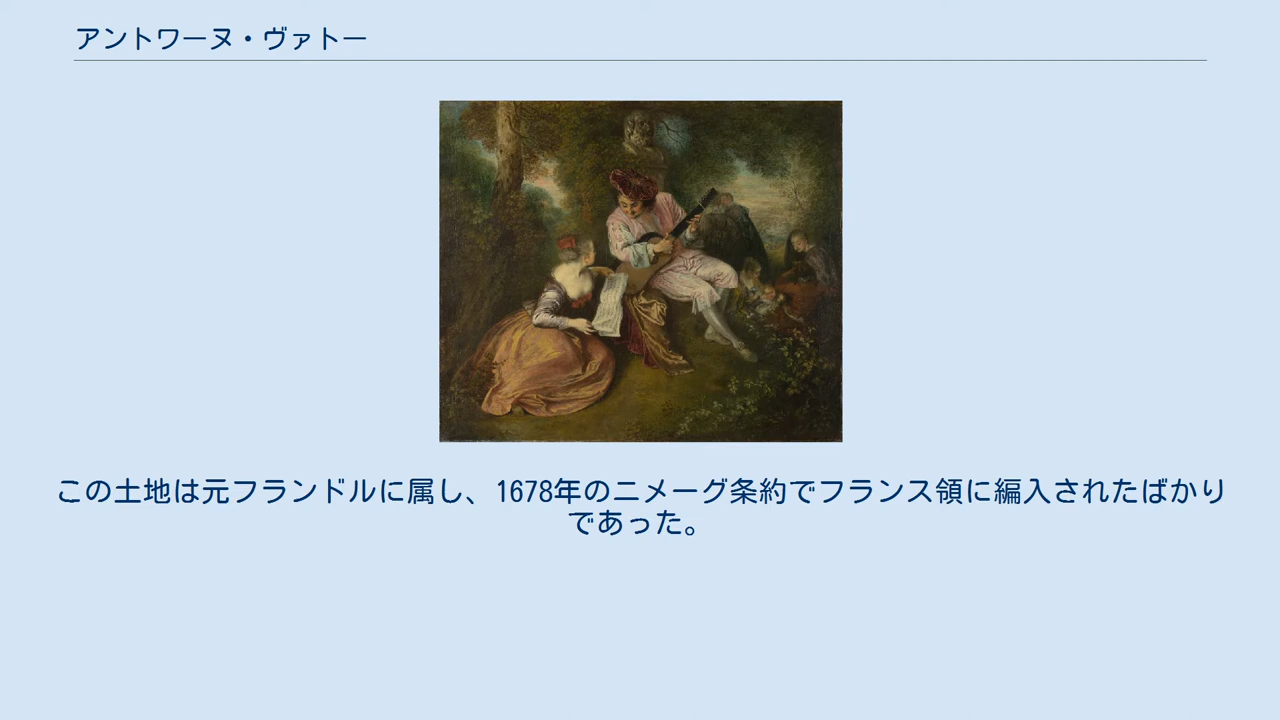 アントワーヌ・ヴァトー
この土地は元フランドルに属し、1678年のニメーグ条約でフランス領に編入されたばかり
であった。